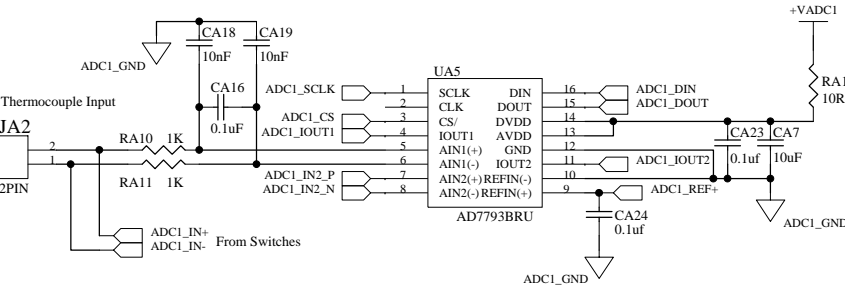 +VADC1
CA18 CA19
10nF 10nF
ADC1_GND
UA5
ADC1_SCLK 1 SCLK DIN 16 ADC1_DIN
CA16
2 CLK DOUT 15 ADC1_DOUT
RA1
10R
Thermocouple Input
0.1uF
ADC1_CS 3 CS/ DVDD 14
ADC1_IOUT1 4 IOUT1 AVDD 13
JA2
RA10 1K
CA23 CA7
2 5 AIN1(+) GND 12
0.1uf 10uF
1 6 AIN1(-) IOUT2 11 ADC1_IOUT2
2PIN
RA11 1K
ADC1_IN2_P 7 AIN2(+) REFIN(-) 10
ADC1_IN2_N 8 AIN2(-) REFIN(+) 9 ADC1_REF+
AD7793BRU
CA24
0.1uf
ADC1_GND
ADC1_IN+
ADC1_IN-
From Switches
ADC1_GND